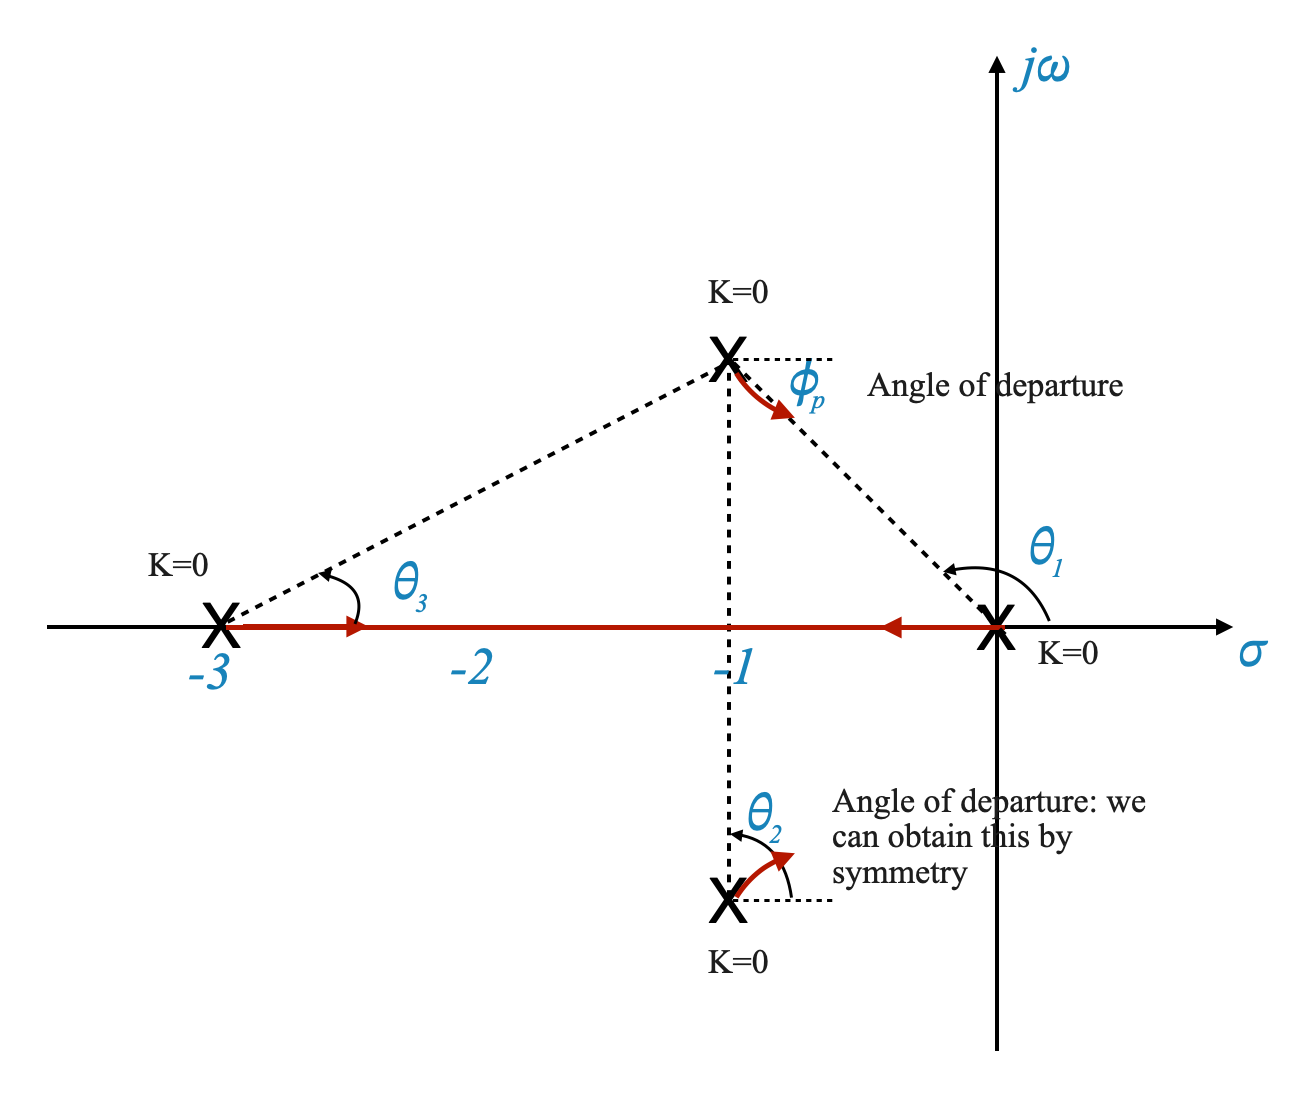 jω
K=0
ϕp
Angle of departure
θ1
K=0
θ3
K=0
σ
-3
-2
-1
θ2
Angle of departure: we
can obtain this by
symmetry
K=0
X
X
X
X